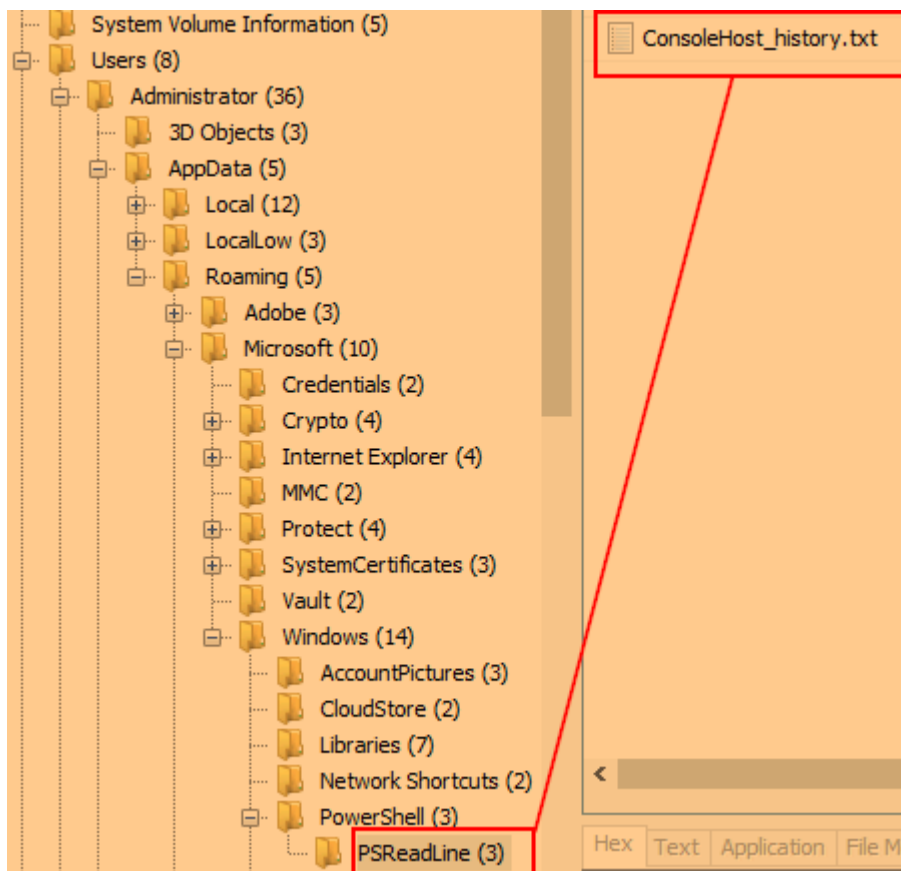 System Volume Information (5)
Users (8)
Administrator (36)
3D Objects (3)
AppData (5)
Local (12)
LocalLow (3)
Roaming (5)
Adobe (3)
Microsoft (10)
Credentials (2)
Crypto (4)
Internet Explorer (4)
MMC (2)
Protect (4)
SystemCertificates (3)
Vault (2)
Windows (14)
AccountPictures (3)
CloudStore (2)
Libraries (7)
Network Shortcuts (2)
PowerShell (3)
PSReadLine (3)
ConsoleHost_history.txt
Hex Text Application File M